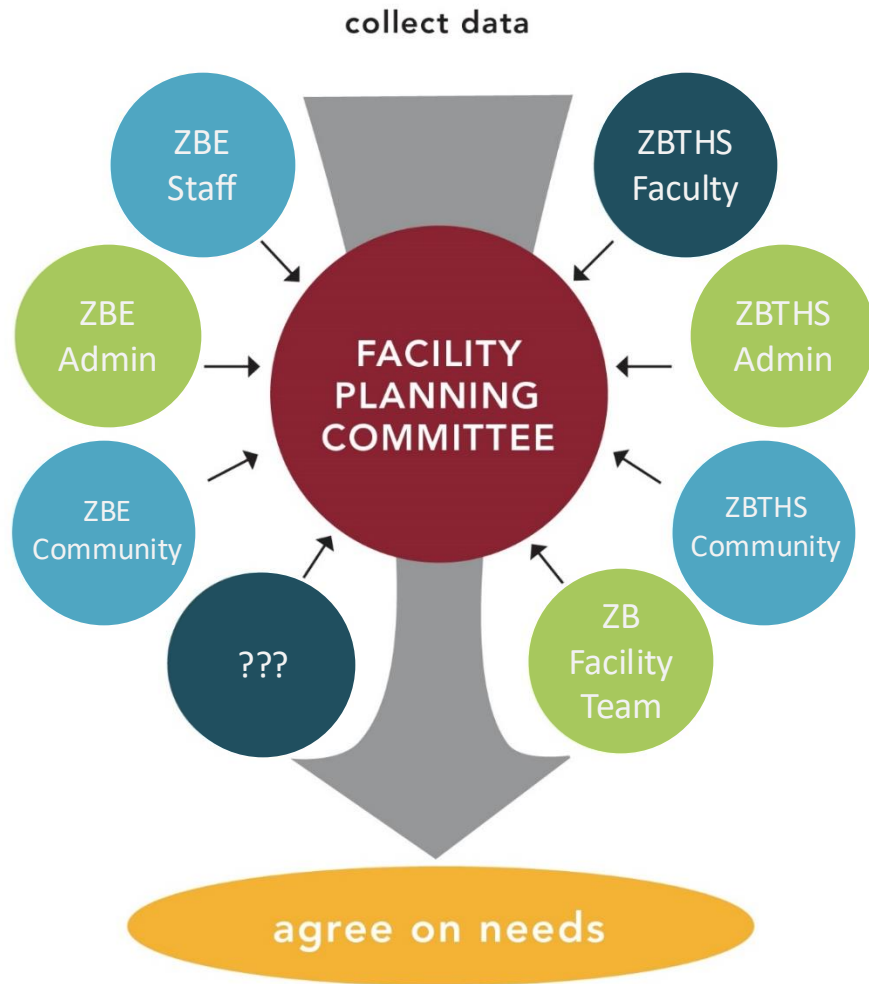 collect data
ZBE
Staff
ZBTHS
Faculty
ZBE
Admin
ZBTHS
Admin
FACILITY
PLANNING
COMMITTEE
ZBE
Community
ZBTHS
Community
???
ZB
Facility
Team
agree on needs